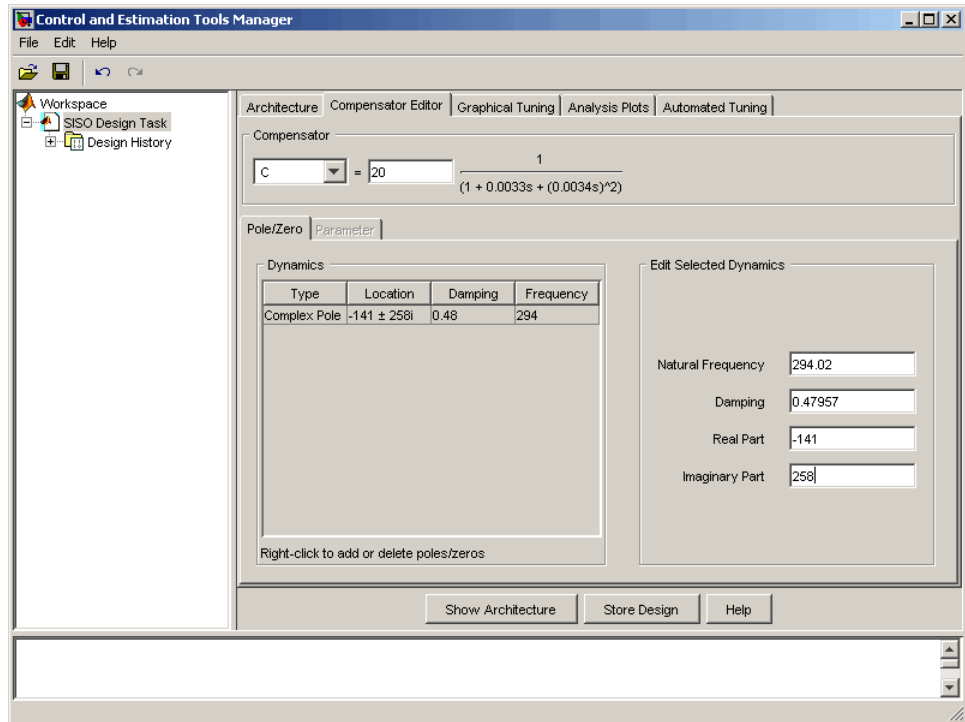 Control and Estimation Tools Manager
File Edit Help
Workspace
SISO Design Task
Design History
Architecture Compensator Editor Graphical Tuning Analysis Plots Automated Tuning
Compensator
C = 20
1
(1 + 0.0033s + (0.0034s)^2)
Pole/Zero Parameter
Dynamics
Type Location Damping Frequency
Complex Pole -141 ± 258i 0.48 294
Right-click to add or delete poles/zeros
Edit Selected Dynamics
Natural Frequency 294.02
Damping 0.47957
Real Part -141
Imaginary Part 258
Show Architecture Store Design Help